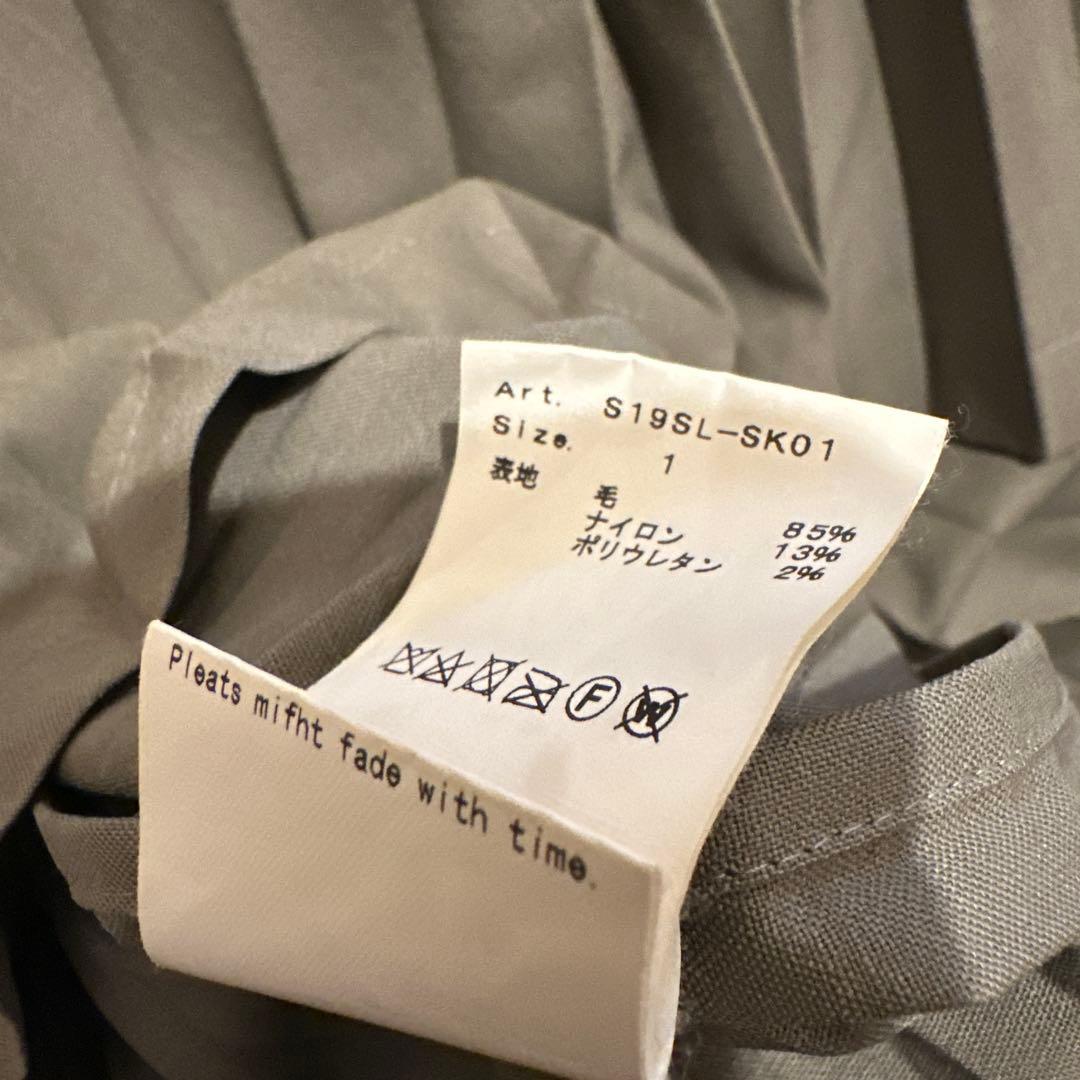 Art. S19SL-SK01
Size. 1
表地 毛 85%
ナイロン 13%
ポリウレタン 2%
F W
Pleats mifht fade with time.